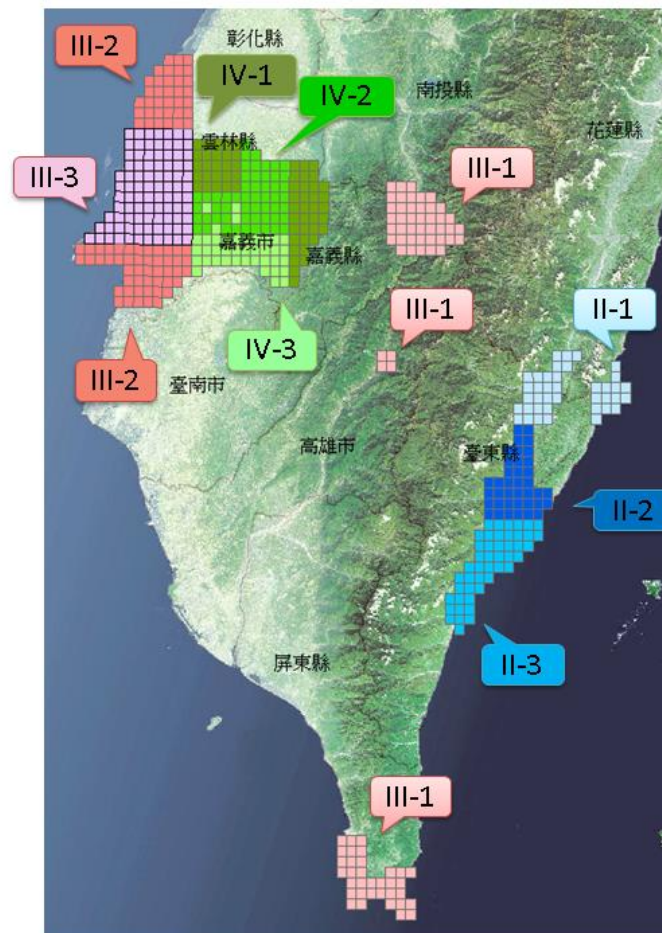 彰化縣
III-2
IV-1
南投縣
IV-2
花蓮縣
雲林縣
III-1
III-3
嘉義市
嘉義縣
III-1
II-1
IV-3
III-2
臺南市
高雄市
臺東縣
II-2
屏東縣
II-3
III-1